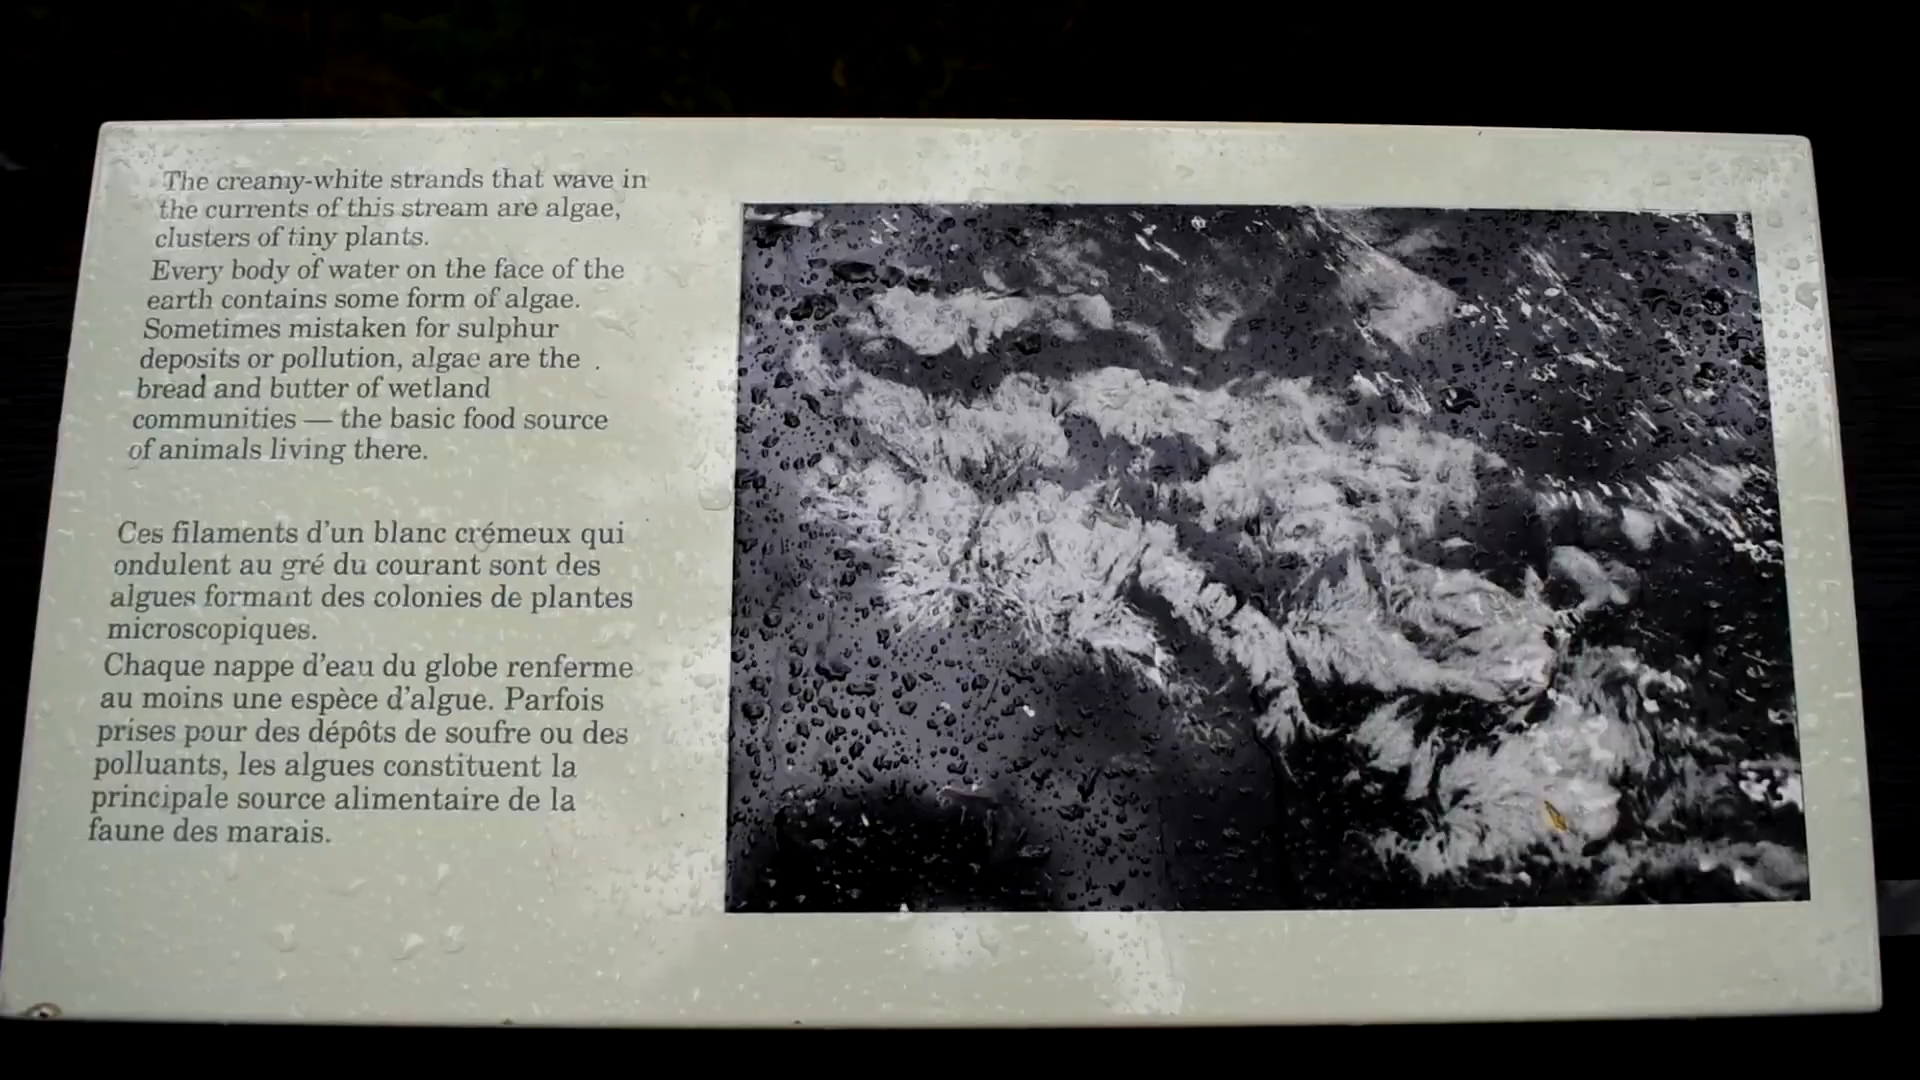 The creamy-white strands that wave in
the currents of this stream are algae,
clusters of tiny plants.
Every body of water on the face of the
earth contains some form of algae.
Sometimes mistaken for sulphur
deposits or pollution, algae are the
bread and butter of wetland
communities — the basic food source
of animals living there.
Ces filaments d'un blanc crémeux qui
ondulent au gré du courant sont des
algues formant des colonies de plantes
microscopiques.
Chaque nappe d'eau du globe renferme
au moins une espèce d'algue. Parfois
prises pour des dépôts de soufre ou des
polluants, les algues constituent la
principale source alimentaire de la
faune des marais.